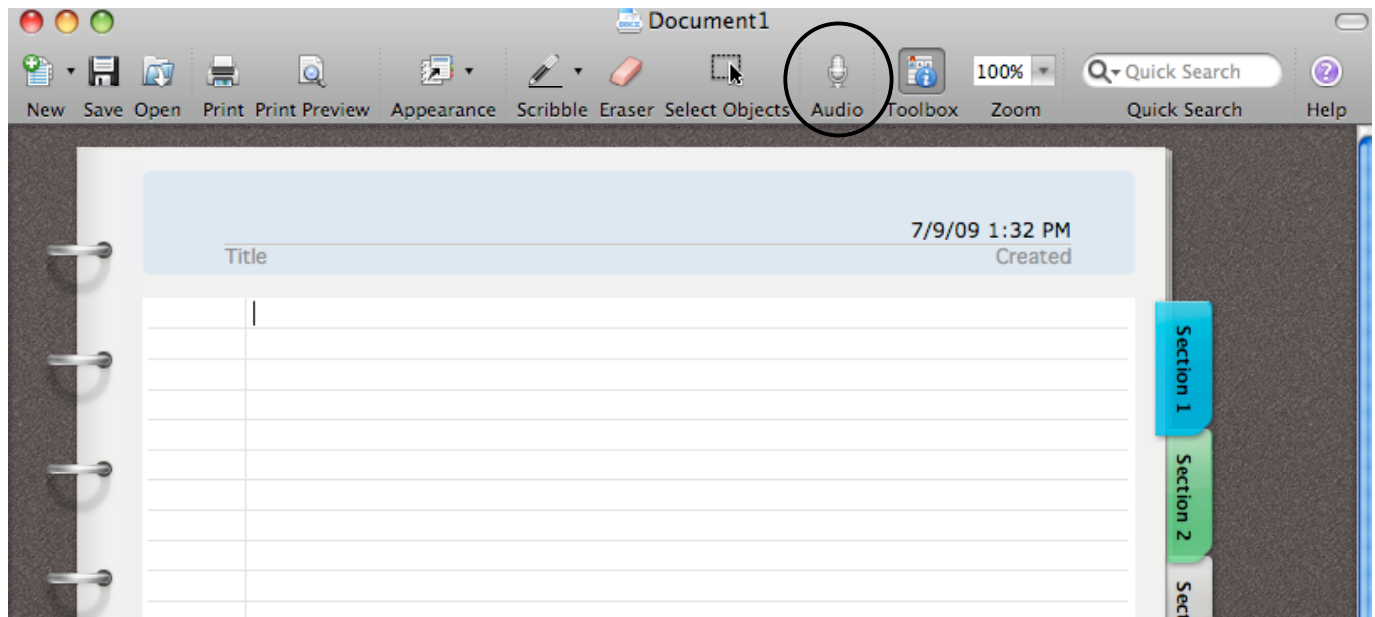 Document1
100% Quick Search
New Save Open Print Print Preview Appearance Scribble Eraser Select Objects Audio Toolbox Zoom Quick Search Help
7/9/09 1:32 PM
Title Created
Section 1
Section 2
Sect